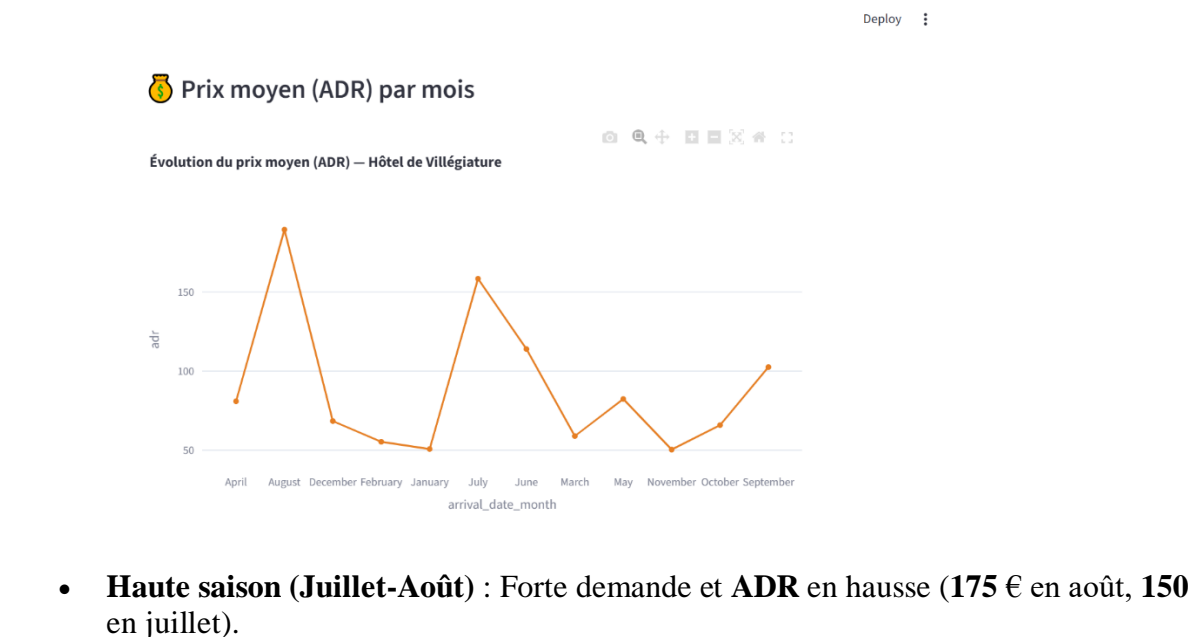 Deploy
Prix moyen (ADR) par mois
Évolution du prix moyen (ADR) — Hôtel de Villégiature
150
adr
100
50
April August December February January July June March May November October September
arrival_date_month
• Haute saison (Juillet-Août) : Forte demande et ADR en hausse (175 € en août, 150
en juillet).